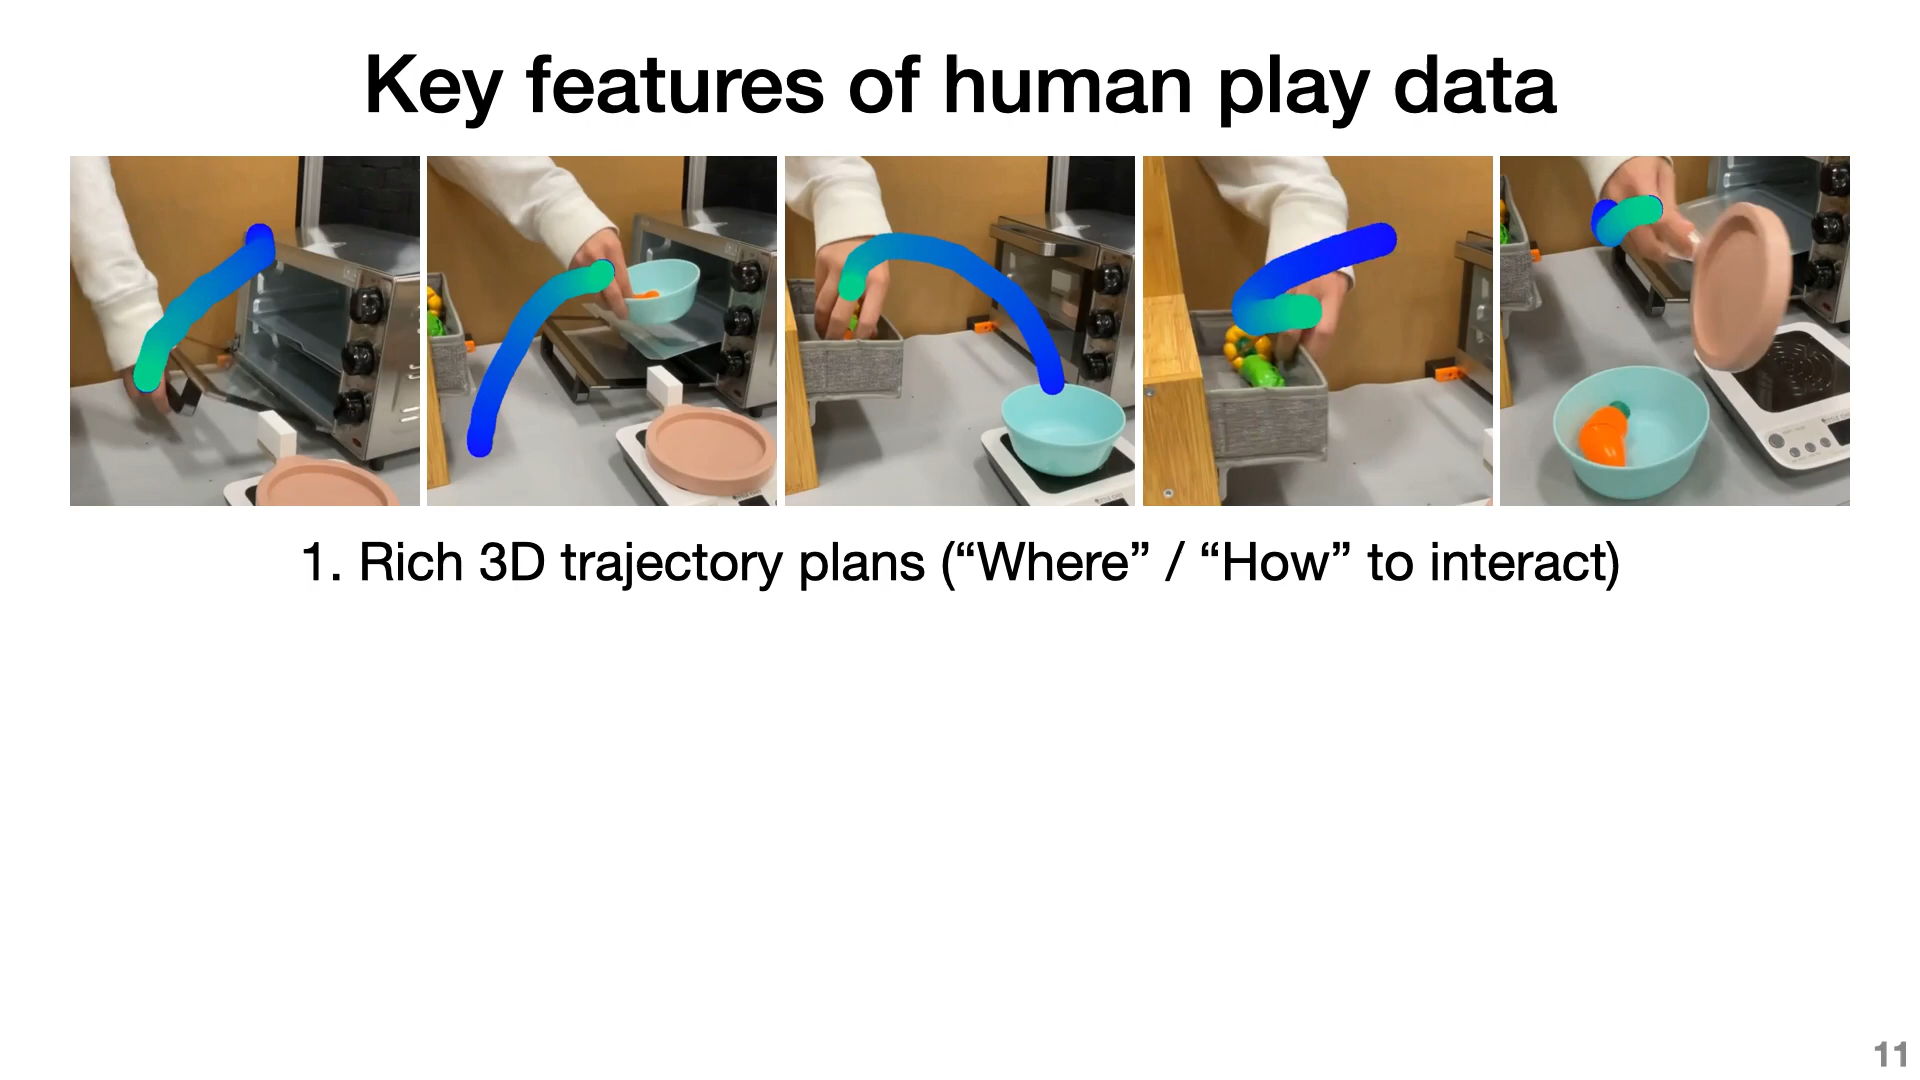 Key features of human play data
1. Rich 3D trajectory plans (“Where” / “How” to interact)
11